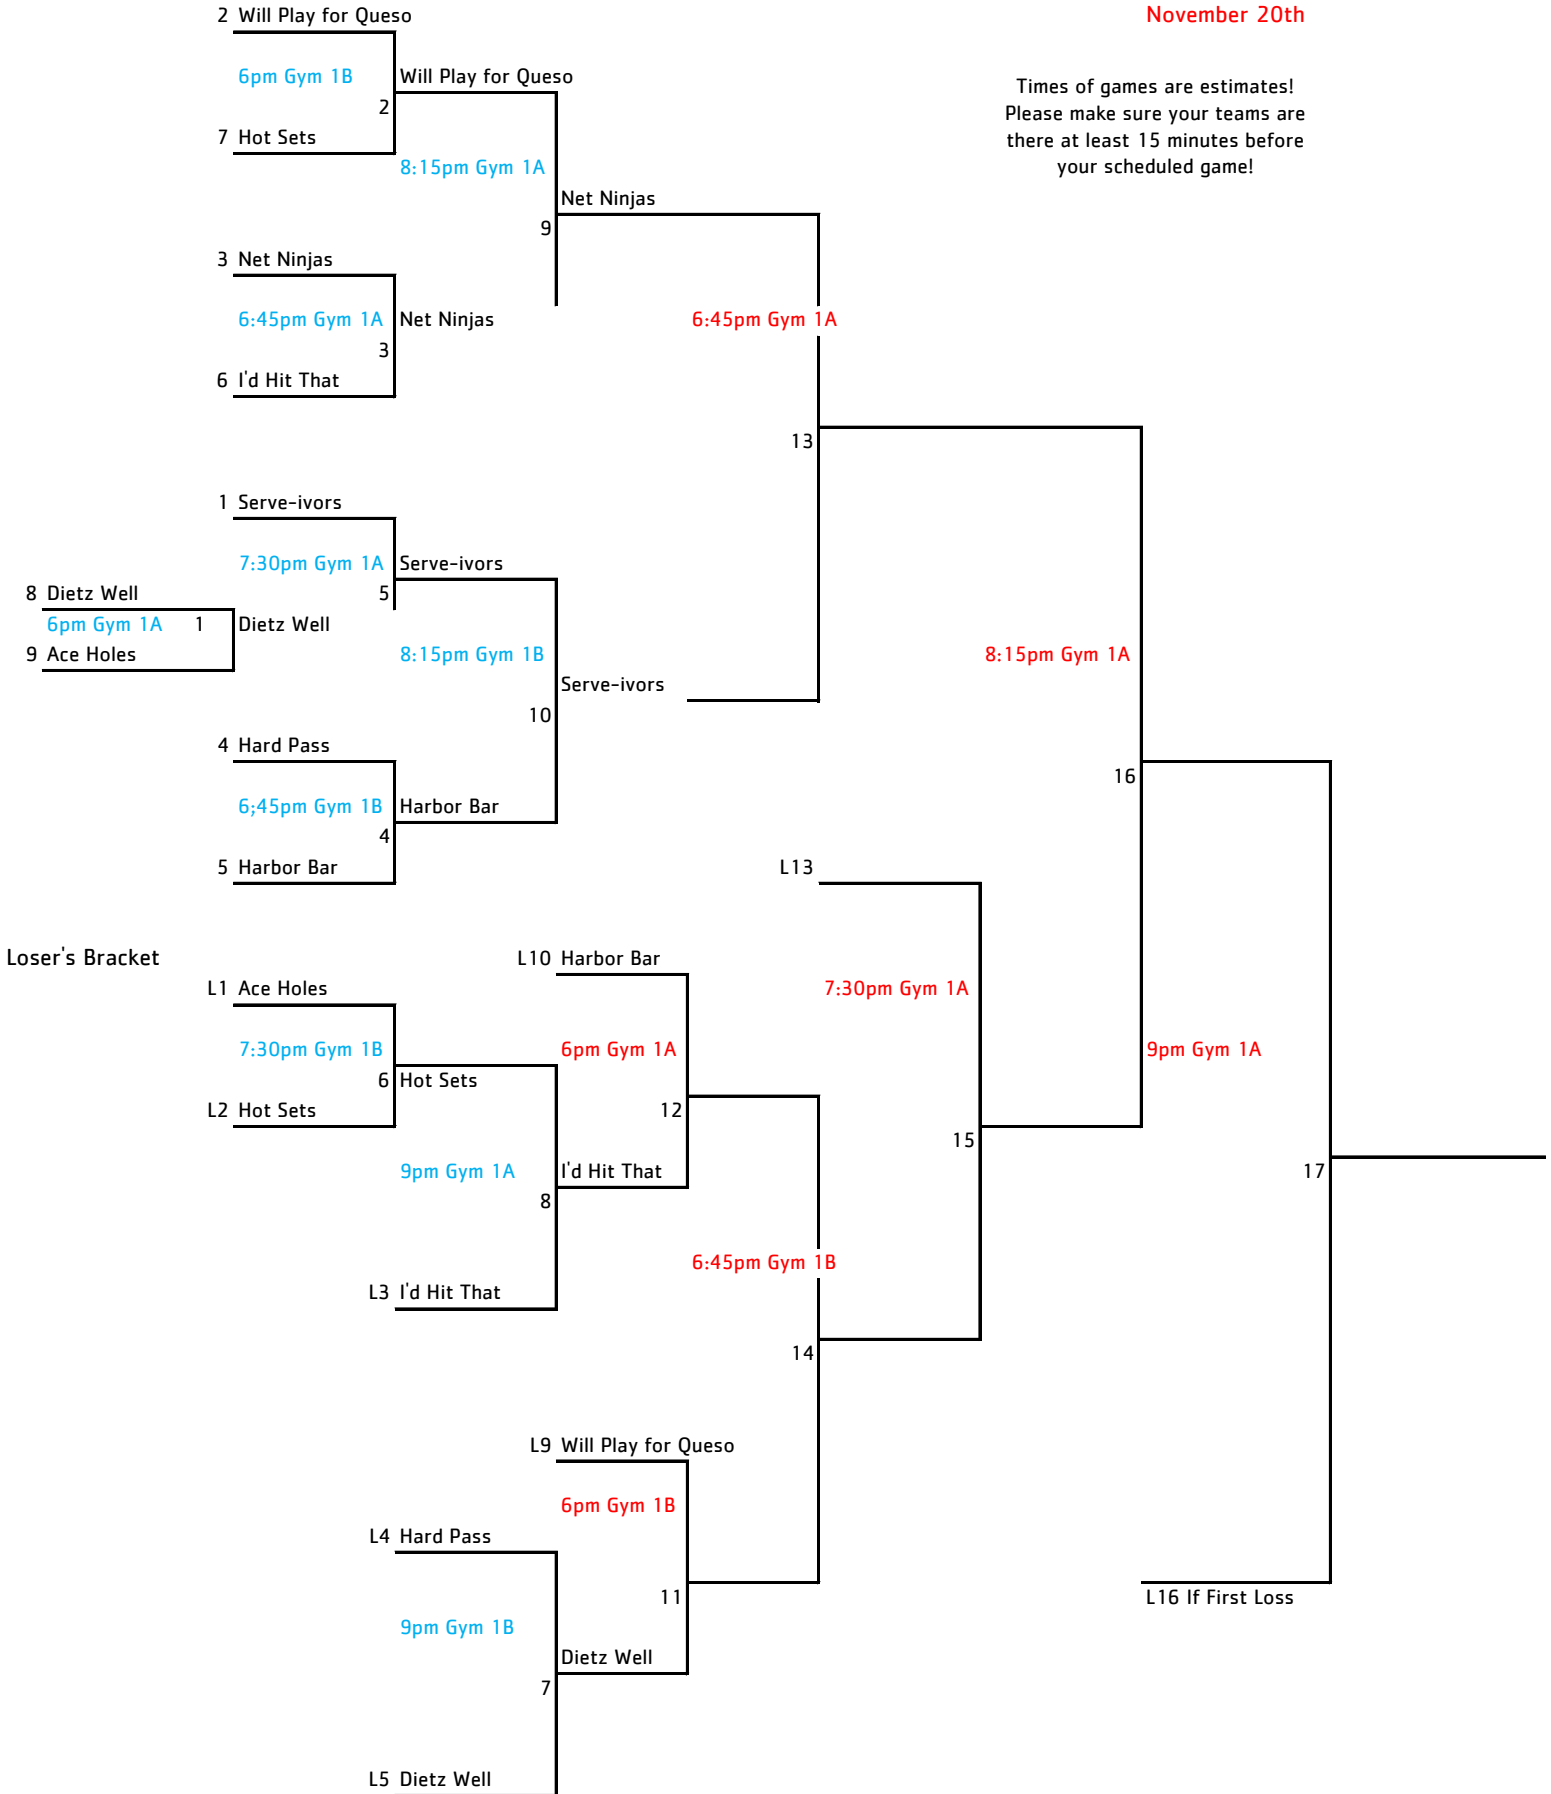 2 Will Play for Queso
November 20th
6pm Gym 1B
Will Play for Queso
2
Times of games are estimates!
Please make sure your teams are
there at least 15 minutes before
your scheduled game!
7 Hot Sets
8:15pm Gym 1A
Net Ninjas
9
3 Net Ninjas
6:45pm Gym 1A
Net Ninjas
6:45pm Gym 1A
3
6 I'd Hit That
13
1 Serve-ivors
7:30pm Gym 1A
Serve-ivors
5
8 Dietz Well
6pm Gym 1A 1
Dietz Well
9 Ace Holes
8:15pm Gym 1B
8:15pm Gym 1A
Serve-ivors
10
4 Hard Pass
16
6;45pm Gym 1B
Harbor Bar
4
5 Harbor Bar
L13
Loser's Bracket
L10 Harbor Bar
L1 Ace Holes
7:30pm Gym 1A
7:30pm Gym 1B
6pm Gym 1A
9pm Gym 1A
6 Hot Sets
L2 Hot Sets
12
15
9pm Gym 1A
I'd Hit That
17
8
6:45pm Gym 1B
L3 I'd Hit That
14
L9 Will Play for Queso
6pm Gym 1B
L4 Hard Pass
11
L16 If First Loss
9pm Gym 1B
Dietz Well
7
L5 Dietz Well